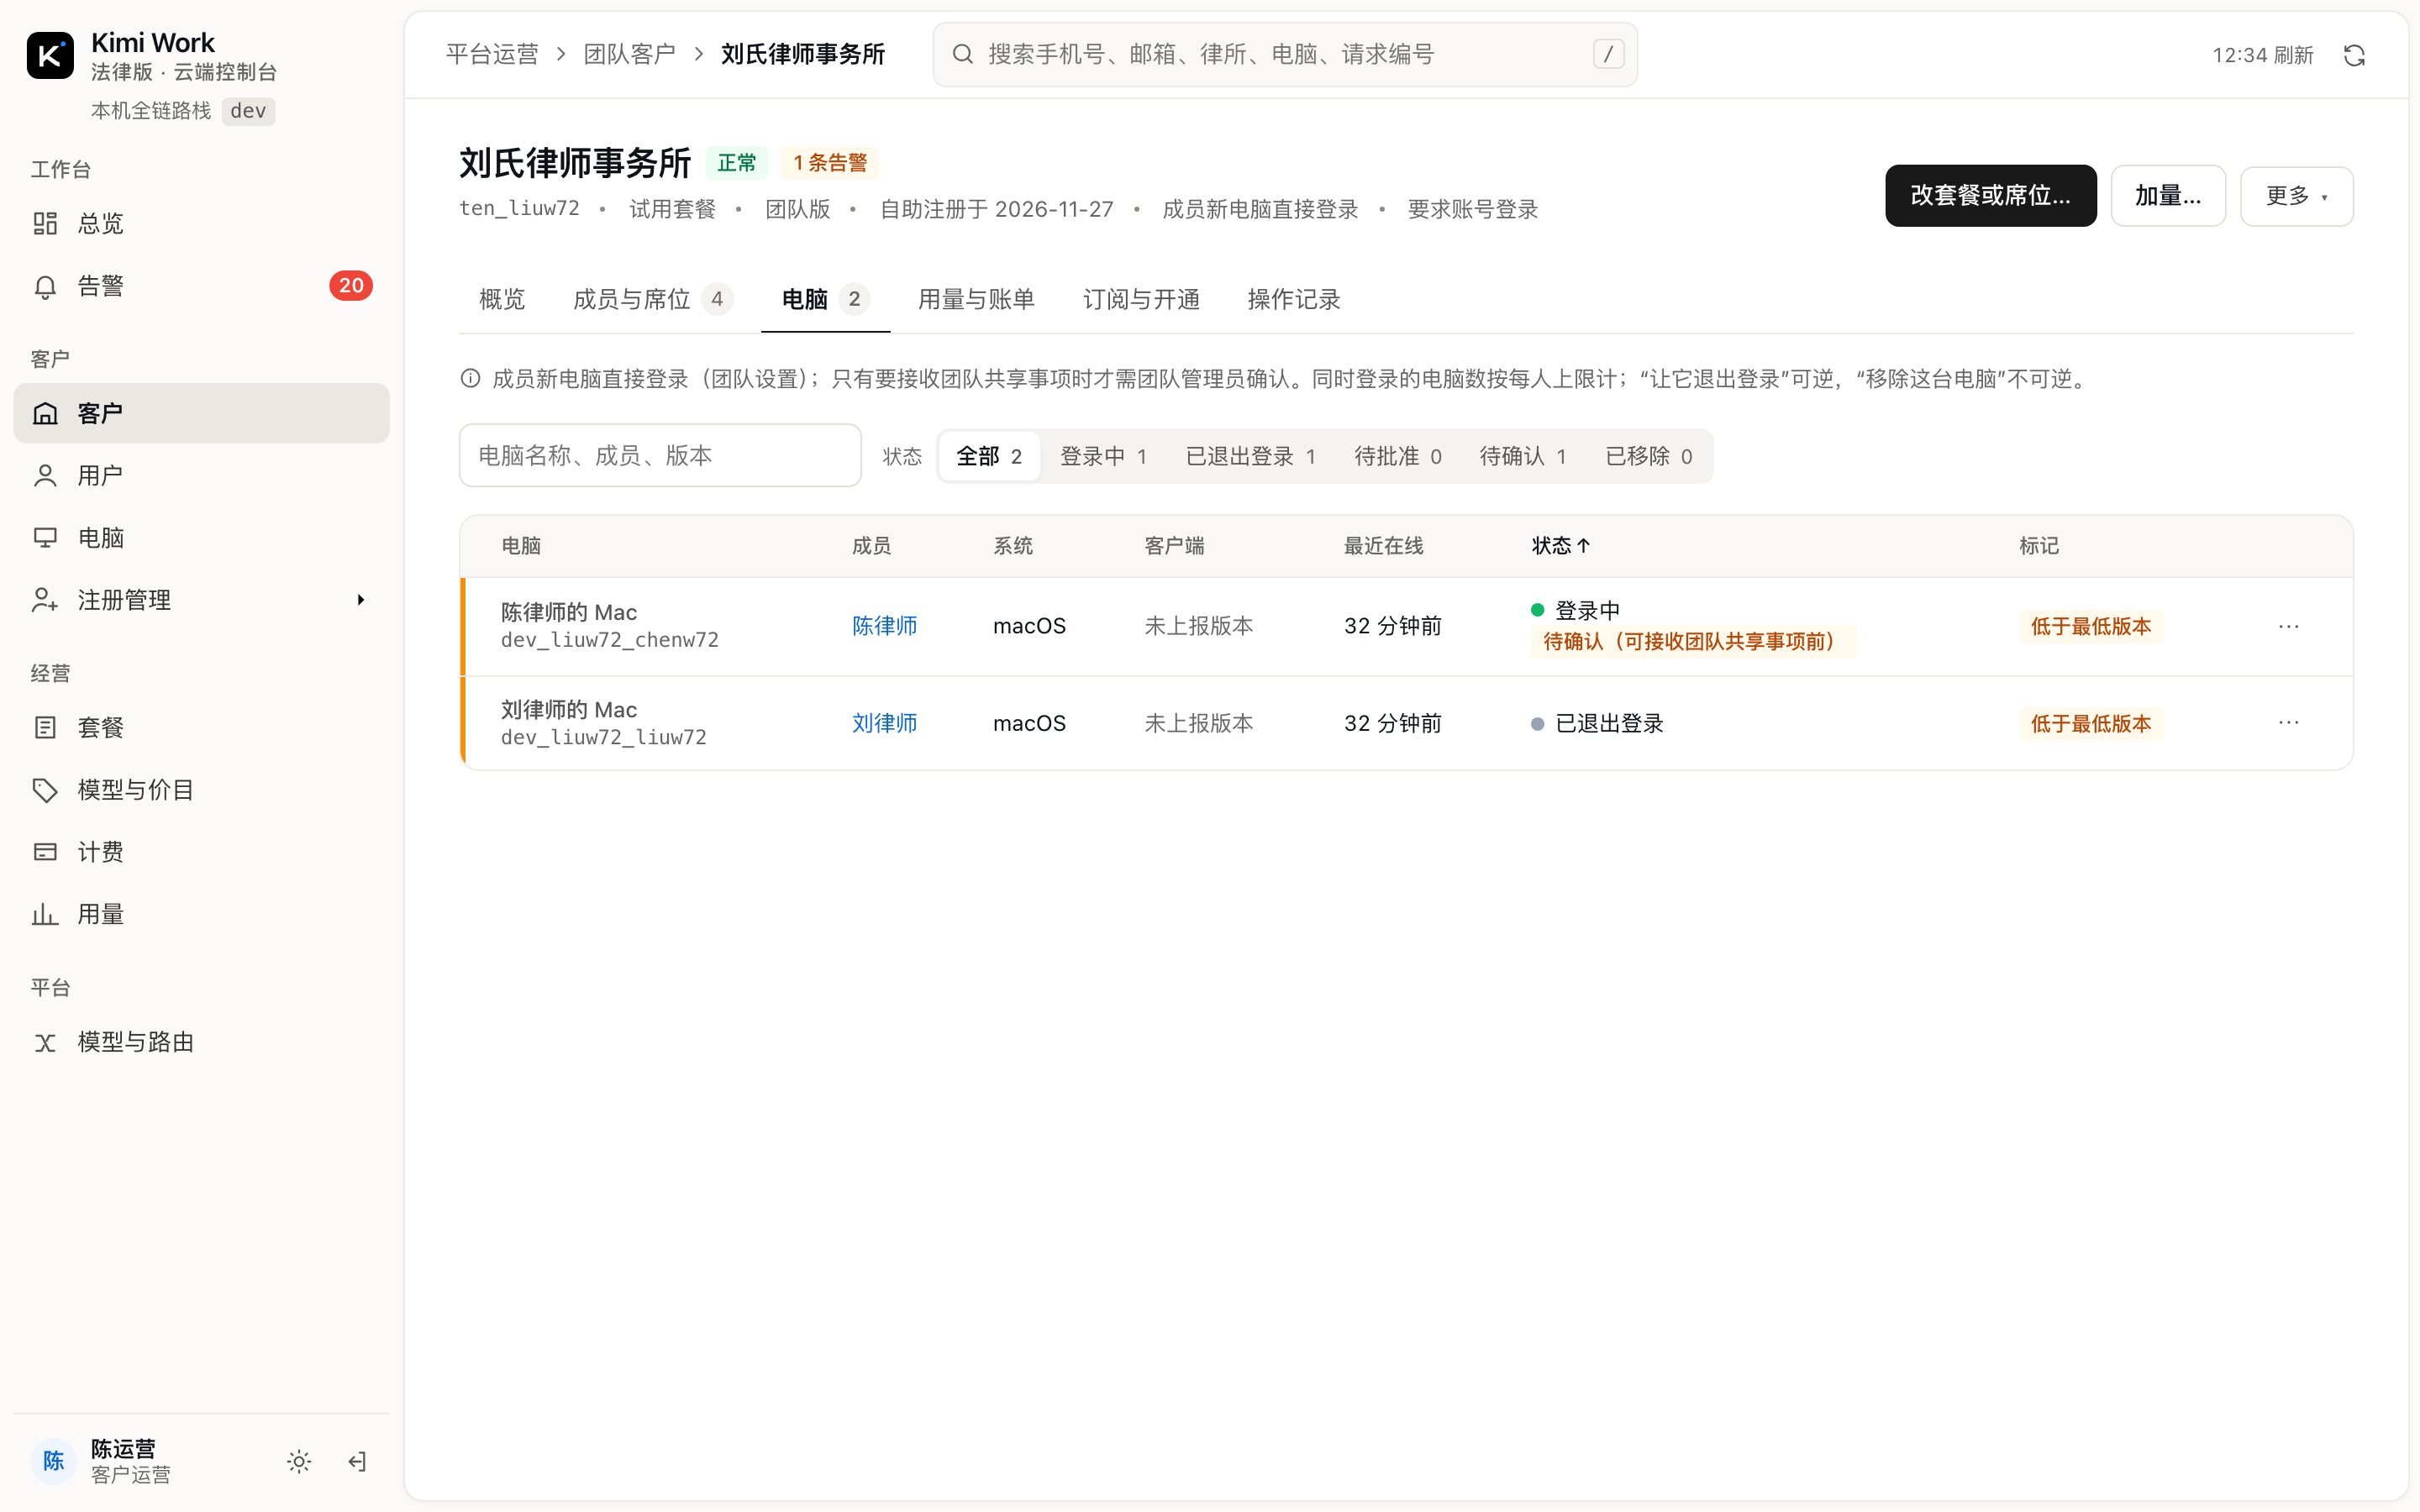 Kimi Work
法律版 · 云端控制台
本机全链路栈 dev
工作台
总览
告警 20
客户
客户
用户
电脑
注册管理
经营
套餐
模型与价目
计费
用量
平台
模型与路由
陈
陈运营
客户运营
平台运营 > 团队客户 > 刘氏律师事务所
搜索手机号、邮箱、律所、电脑、请求编号 /
12:34 刷新
刘氏律师事务所 正常 1 条告警
ten_liuw72 • 试用套餐 • 团队版 • 自助注册于 2026-11-27 • 成员新电脑直接登录 • 要求账号登录
改套餐或席位... 加量... 更多
概览 成员与席位 4 电脑 2 用量与账单 订阅与开通 操作记录
成员新电脑直接登录（团队设置）；只有要接收团队共享事项时才需团队管理员确认。同时登录的电脑数按每人上限计；“让它退出登录”可逆，“移除这台电脑”不可逆。
电脑名称、成员、版本 状态 全部 2 登录中 1 已退出登录 1 待批准 0 待确认 1 已移除 0
电脑 成员 系统 客户端 最近在线 状态 ↑ 标记
陈律师的 Mac
dev_liuw72_chenw72
陈律师 macOS 未上报版本 32 分钟前
登录中
待确认（可接收团队共享事项前）
低于最低版本 ···
刘律师的 Mac
dev_liuw72_liuw72
刘律师 macOS 未上报版本 32 分钟前 已退出登录 低于最低版本 ···